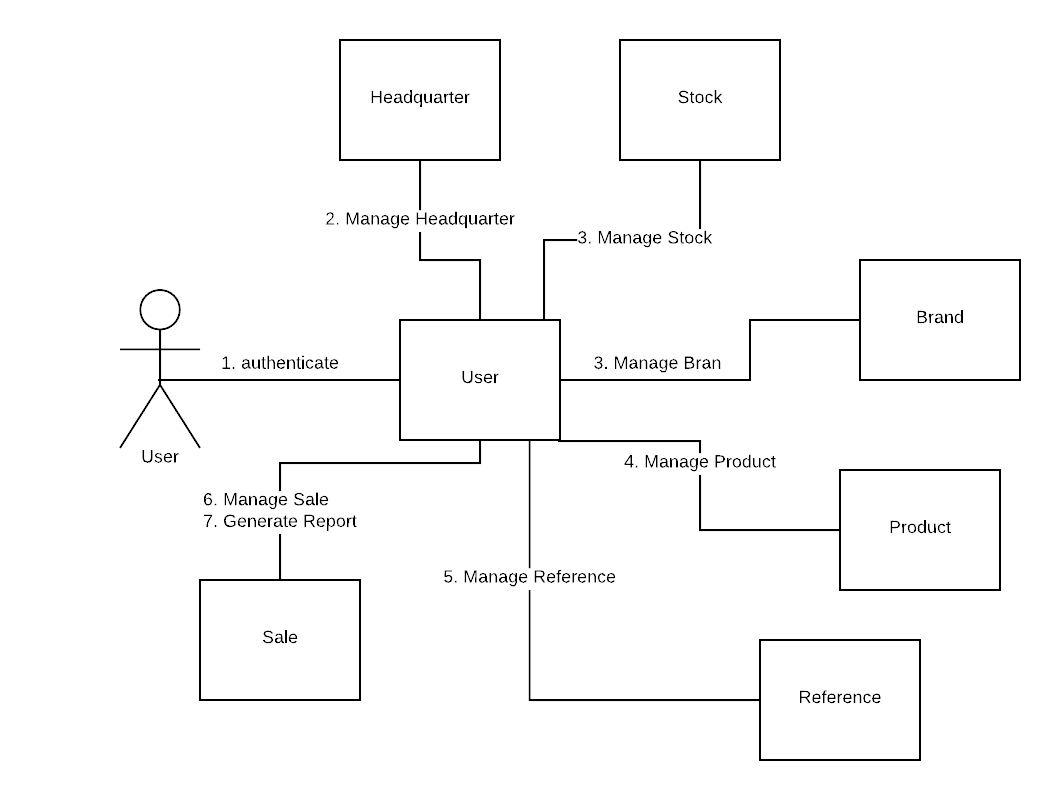 Headquarter
Stock
2. Manage Headquarter
3. Manage Stock
Brand
1. authenticate
User
3. Manage Bran
User
4. Manage Product
6. Manage Sale
7. Generate Report
Product
5. Manage Reference
Sale
Reference